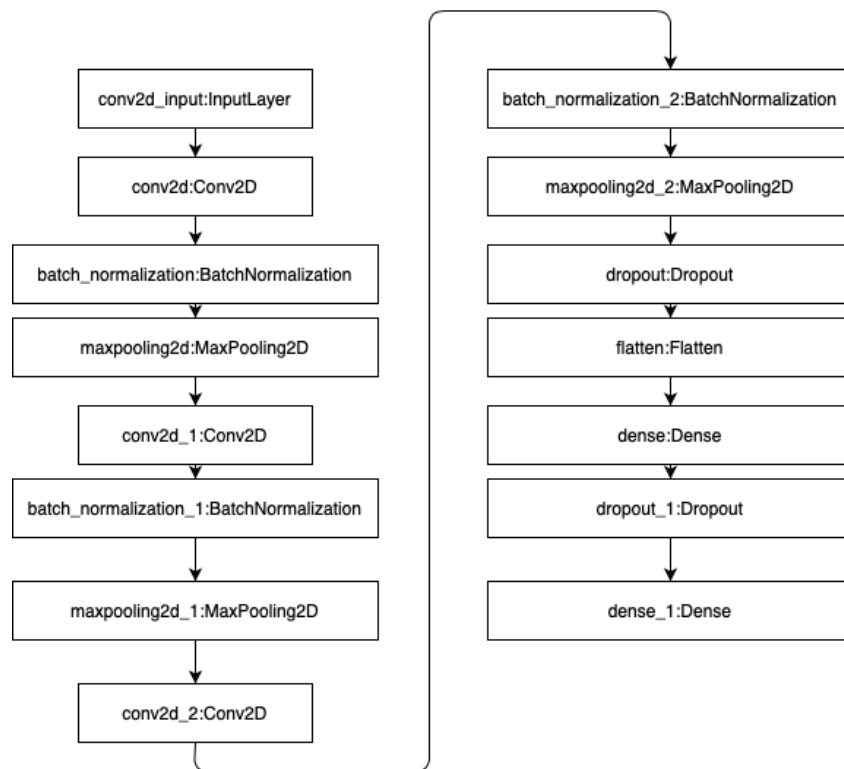 conv2d_input:InputLayer
conv2d:Conv2D
batch_normalization:BatchNormalization
maxpooling2d:MaxPooling2D
conv2d_1:Conv2D
batch_normalization_1:BatchNormalization
maxpooling2d_1:MaxPooling2D
conv2d_2:Conv2D
batch_normalization_2:BatchNormalization
maxpooling2d_2:MaxPooling2D
dropout:Dropout
flatten:Flatten
dense:Dense
dropout_1:Dropout
dense_1:Dense